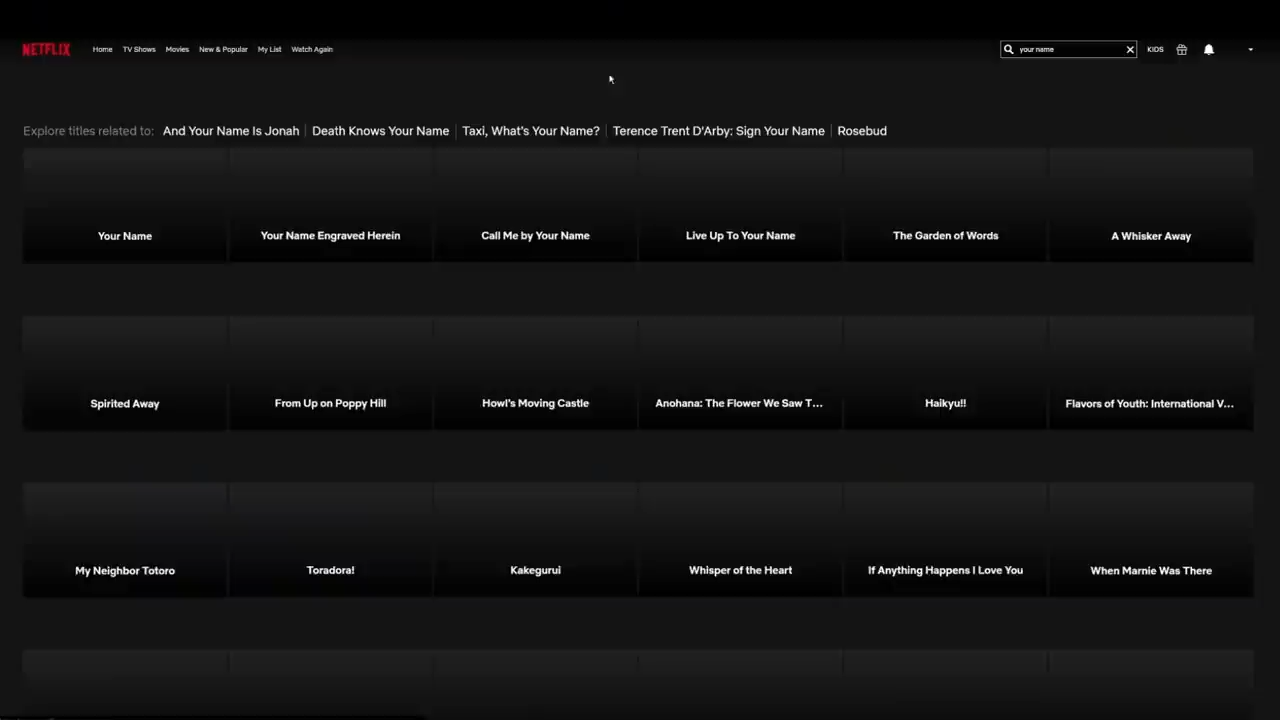 NETFLIX Home TV Shows Movies New & Popular My List Watch Again your name KIDS
Explore titles related to: And Your Name Is Jonah | Death Knows Your Name | Taxi, What's Your Name? | Terence Trent D'Arby: Sign Your Name | Rosebud
Your Name Your Name Engraved Herein Call Me by Your Name Live Up To Your Name The Garden of Words A Whisker Away
Spirited Away From Up on Poppy Hill Howl's Moving Castle Anohana: The Flower We Saw T... Haikyu!! Flavors of Youth: International V...
My Neighbor Totoro Toradora! Kakegurui Whisper of the Heart If Anything Happens I Love You When Marnie Was There